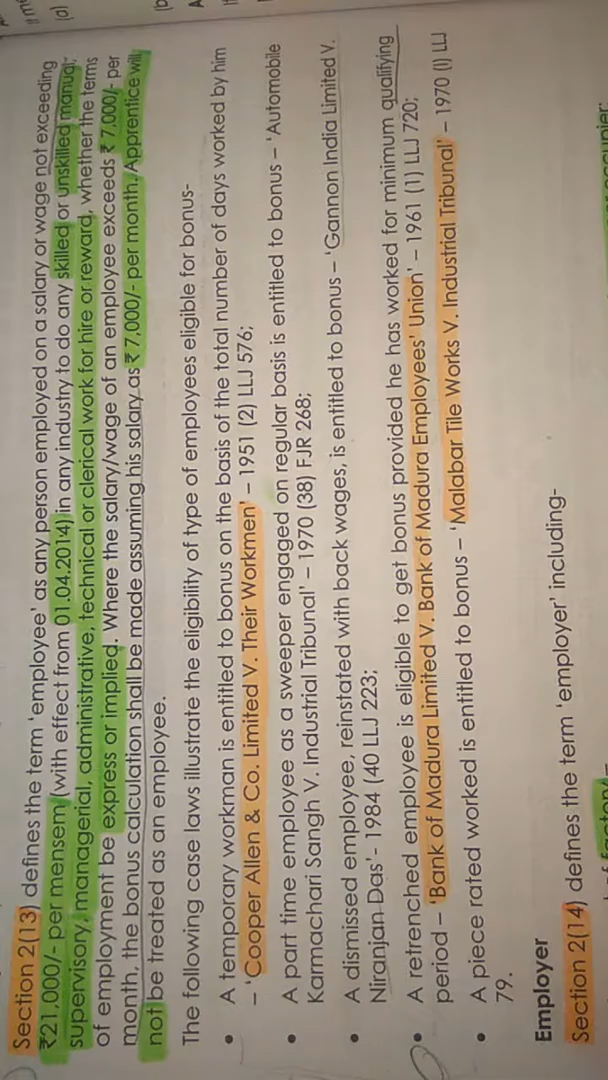 Section 2(13) defines the term 'employee' as any person employed on a salary or wage not exceeding
₹21,000/- per mensem (with effect from 01.04.2014) in any industry to do any skilled or unskilled manual,
supervisory, managerial, administrative, technical or clerical work for hire or reward, whether the terms
of employment be express or implied. Where the salary/wage of an employee exceeds ₹ 7,000/- per
month, the bonus calculation shall be made assuming his salary as ₹ 7,000/- per month. Apprentice will
not be treated as an employee.
The following case laws illustrate the eligibility of type of employees eligible for bonus-
• A temporary workman is entitled to bonus on the basis of the total number of days worked by him
– 'Cooper Allen & Co. Limited V. Their Workmen' – 1951 (2) LLJ 576;
• A part time employee as a sweeper engaged on regular basis is entitled to bonus – 'Automobile
Karmachari Sangh V. Industrial Tribunal' – 1970 (38) FJR 268;
• A dismissed employee, reinstated with back wages, is entitled to bonus – 'Gannon India Limited V.
Niranjan Das'- 1984 (40 LLJ 223;
• A retrenched employee is eligible to get bonus provided he has worked for minimum qualifying
period – 'Bank of Madura Limited V. Bank of Madura Employees' Union' – 1961 (1) LLJ 720;
• A piece rated worked is entitled to bonus – 'Malabar Tile Works V. Industrial Tribunal' – 1970 (I) LLJ
79.
Employer
Section 2(14) defines the term 'employer' including-
(a)
(b